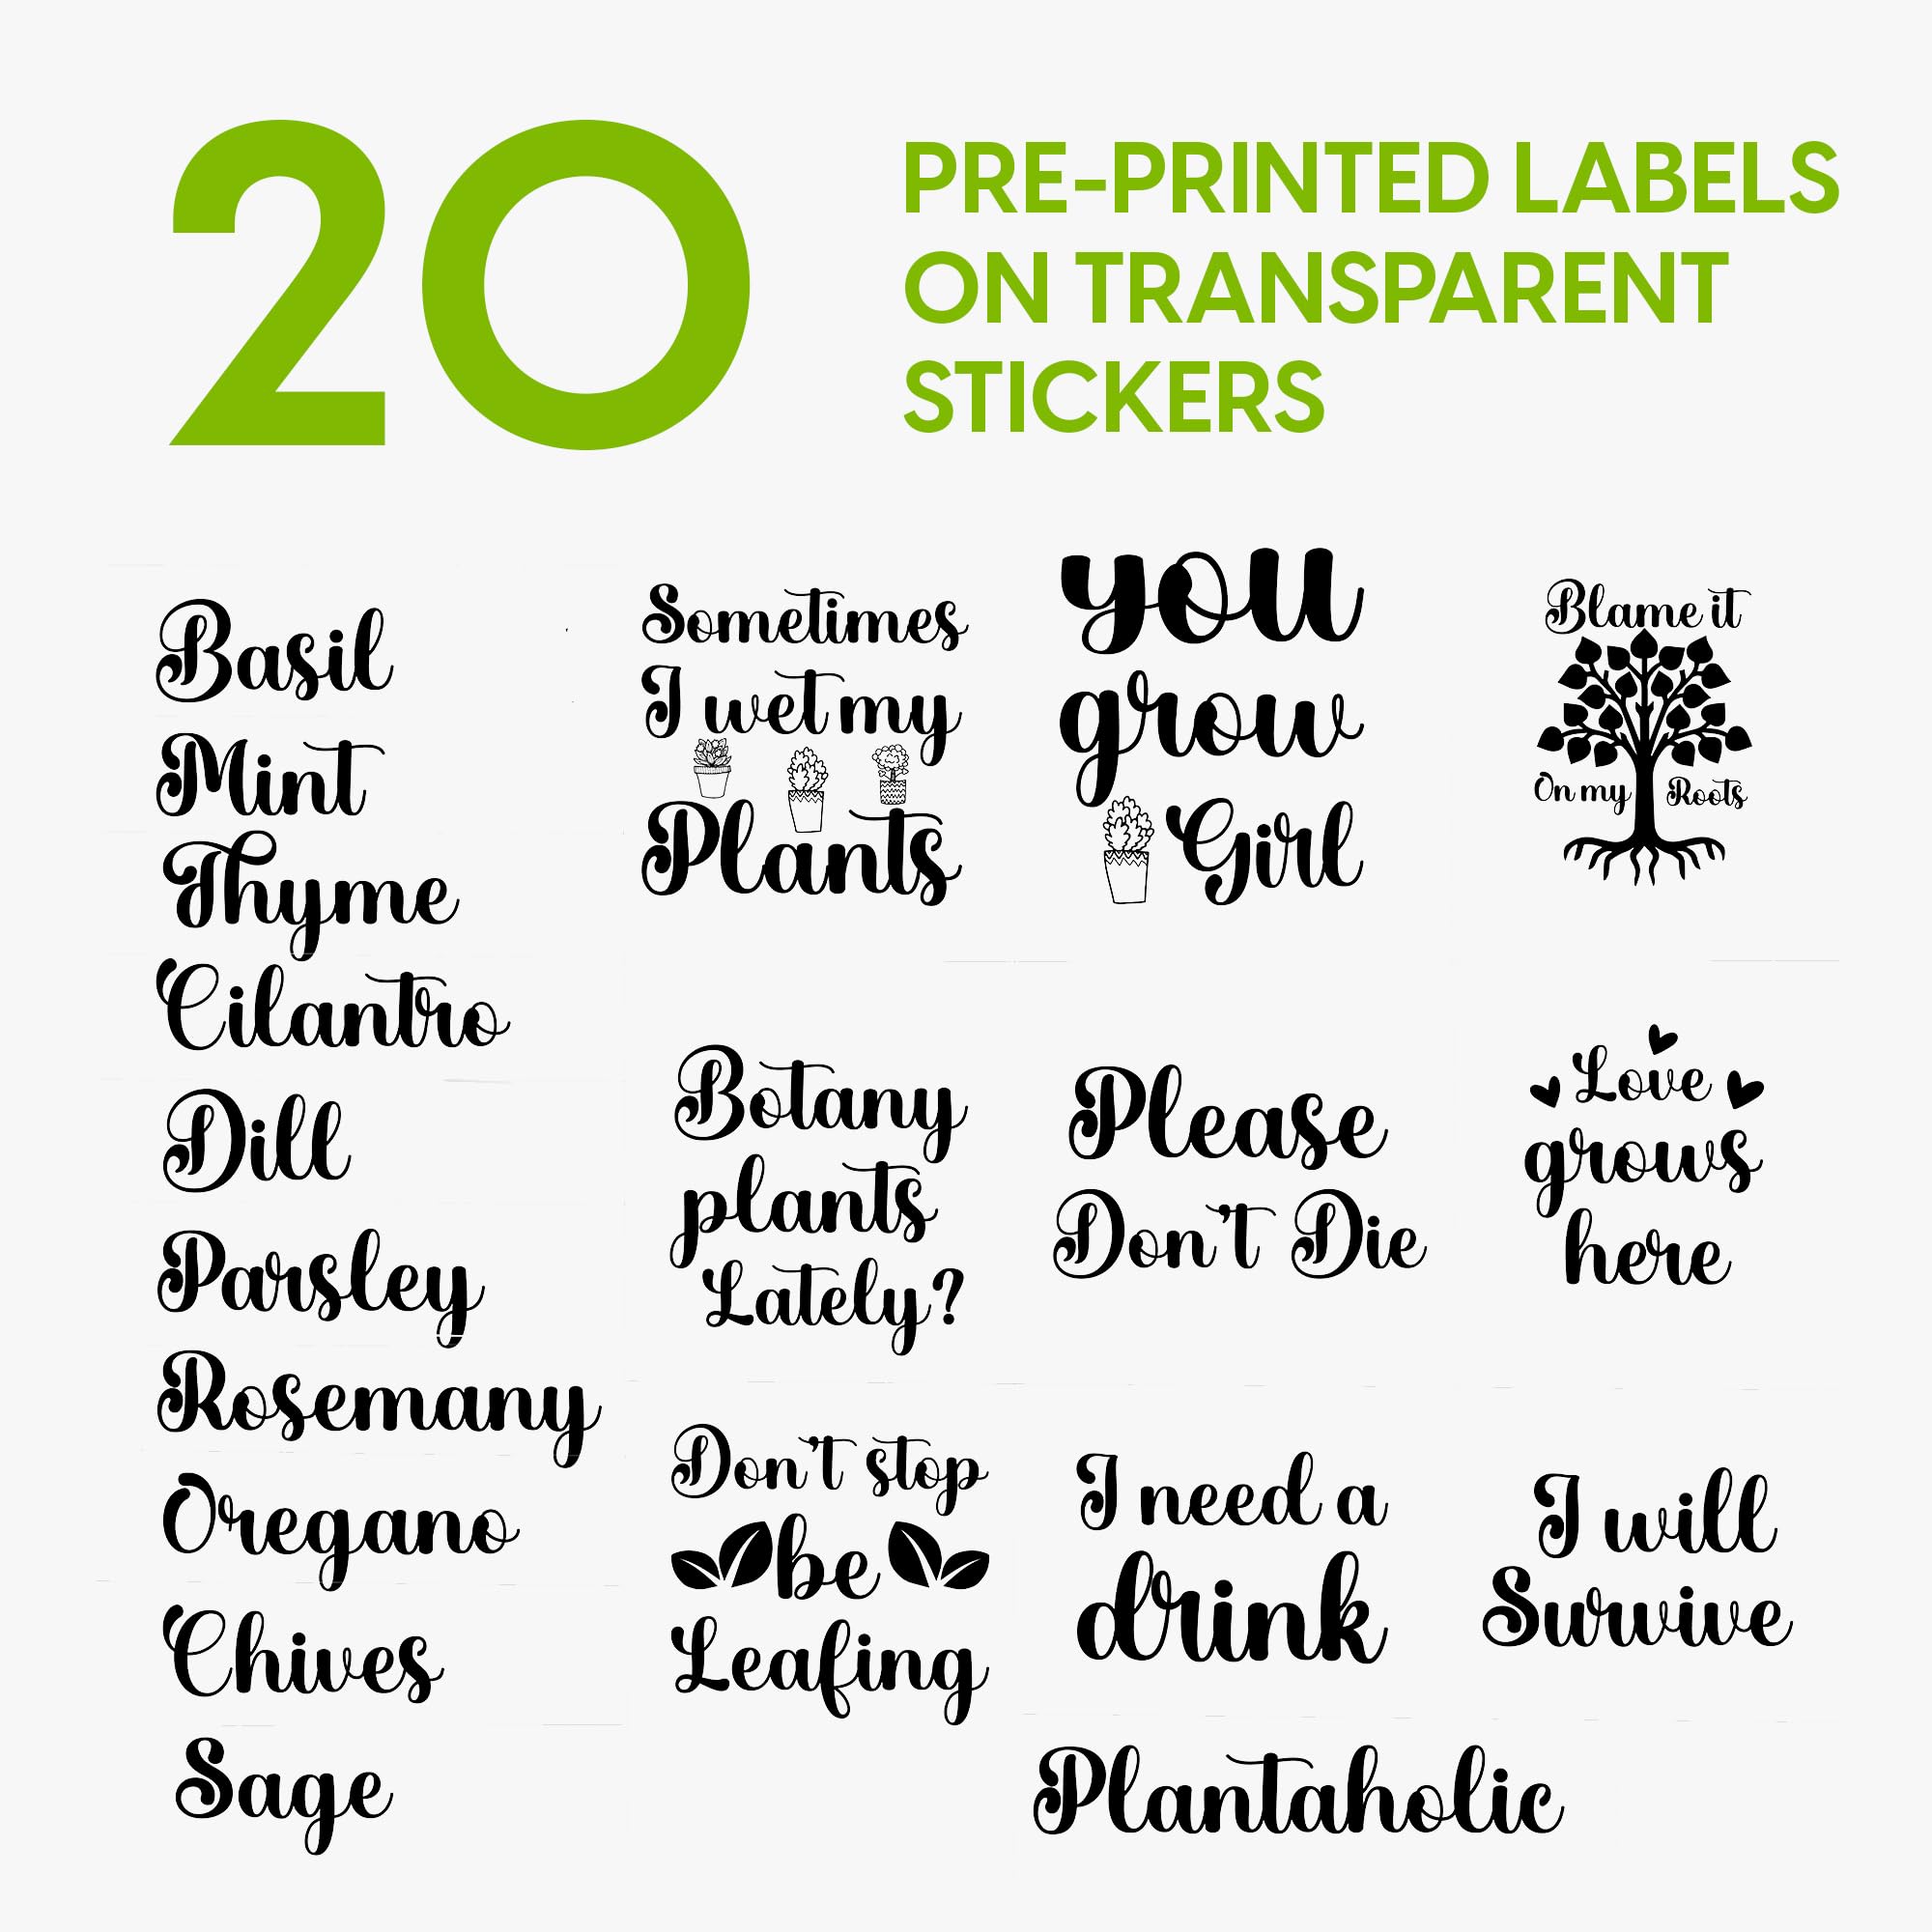 20
PRE-PRINTED LABELS
ON TRANSPARENT
STICKERS
Basil
Mint
Thyme
Cilantro
Dill
Parsley
Rosemany
Oregano
Chives
Sage
Sometimes
I wet my
Plants
you
grow
Girl
Blame it
On my Roots
Botany
plants
Lately?
Please
Don't Die
Love
grows
here
Don't stop
be
Leafing
I need a
drink
I will
Survive
Plantaholic